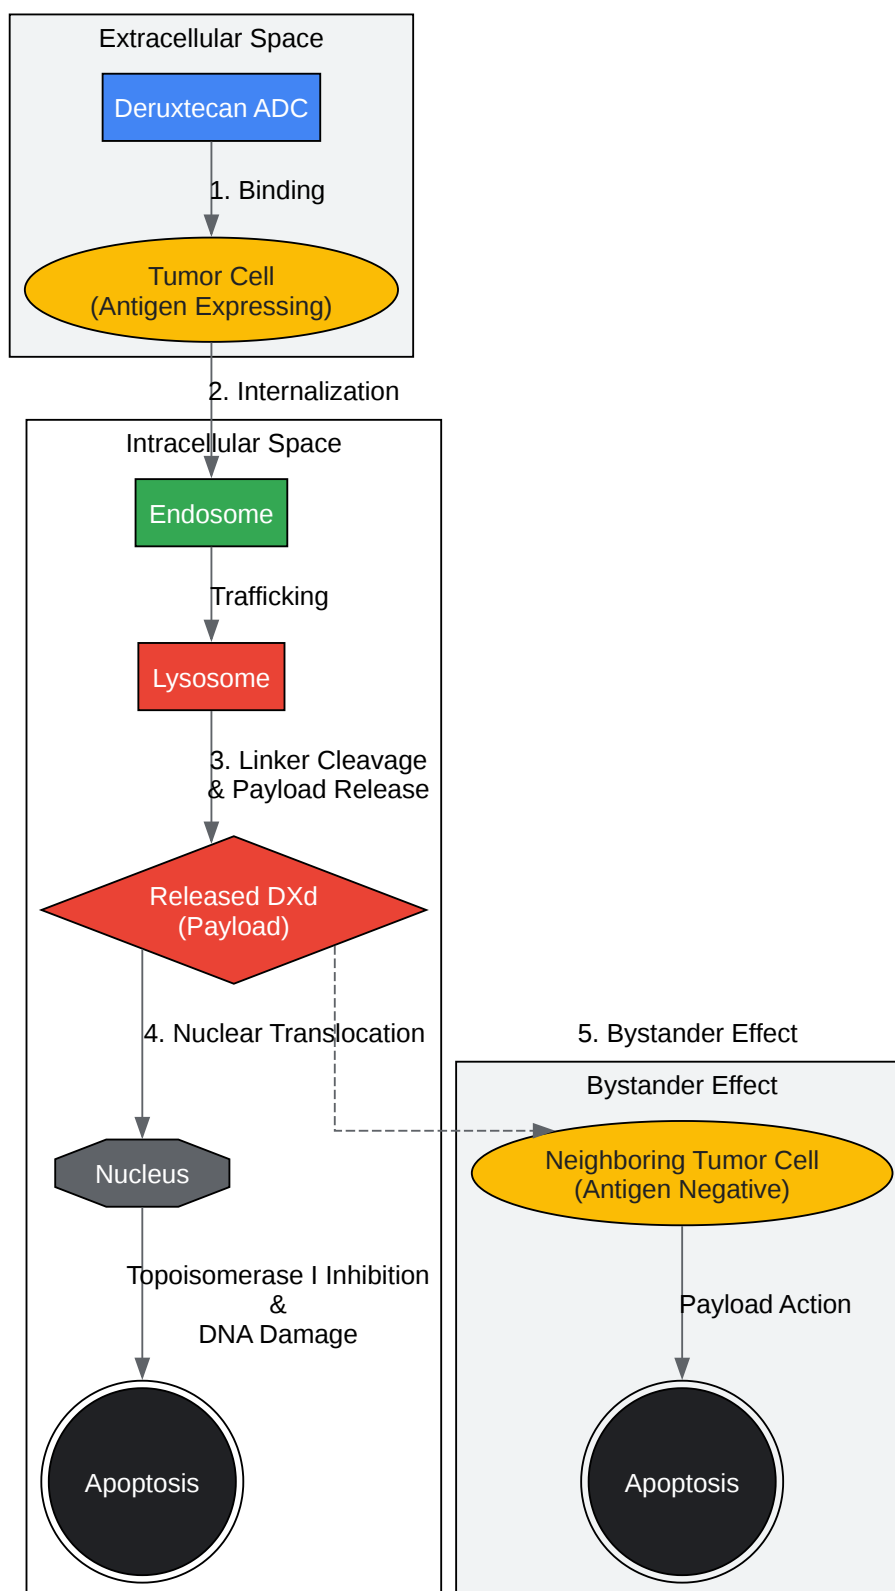 Extracellular Space
Deruxtecan ADC
1. Binding
Tumor Cell
(Antigen Expressing)
2. Internalization
Intracellular Space
Endosome
Trafficking
Lysosome
3. Linker Cleavage
& Payload Release
Released DXd
(Payload)
4. Nuclear Translocation
5. Bystander Effect
Bystander Effect
Nucleus
Neighboring Tumor Cell
(Antigen Negative)
Topoisomerase I Inhibition
&
DNA Damage
Payload Action
Apoptosis
Apoptosis